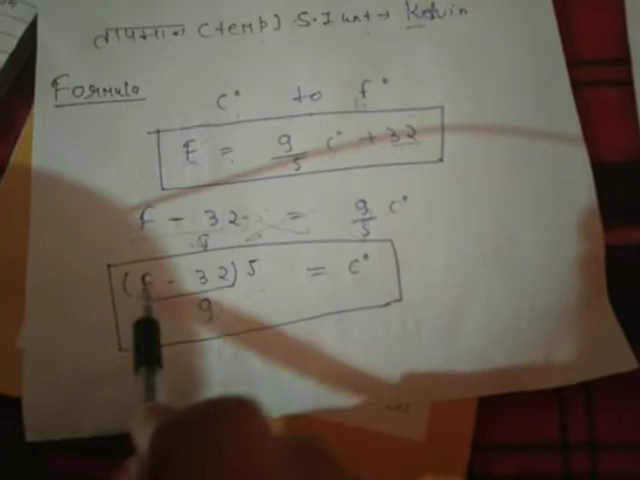 तापमान (temp) S.I unit → Kelvin
Formula
C° to f°
F = 9/5 C° + 32
F - 32 = 9/5 C°
(F - 32)5/9 = C°